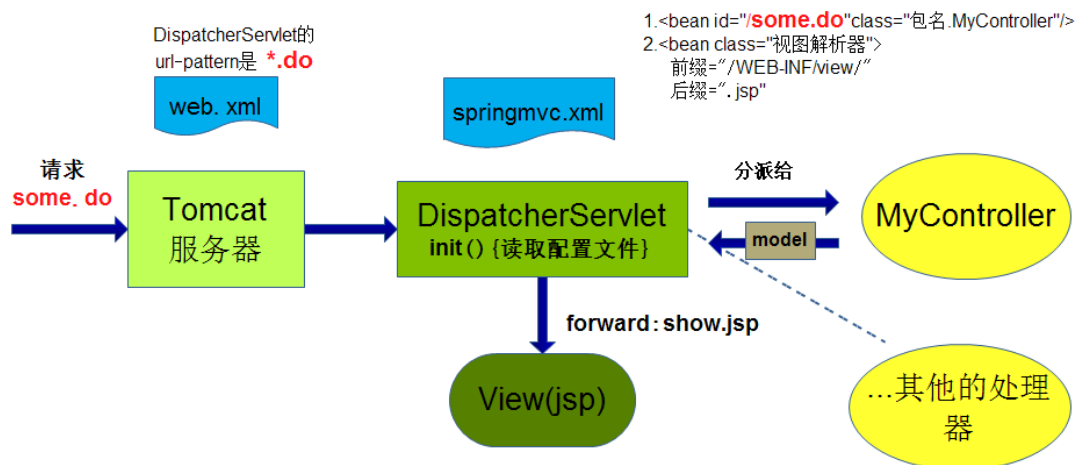 DispatcherServlet的
url-pattern是 *.do
1.<bean id="/some.do"class="包名.MyController"/>
2.<bean class="视图解析器">
前缀="/WEB-INF/view/"
后缀=".jsp"
web. xml
springmvc.xml
请求
some. do
Tomcat
服务器
DispatcherServlet
init() {读取配置文件}
分派给
model
MyController
forward:show.jsp
View(jsp)
...其他的处理
器